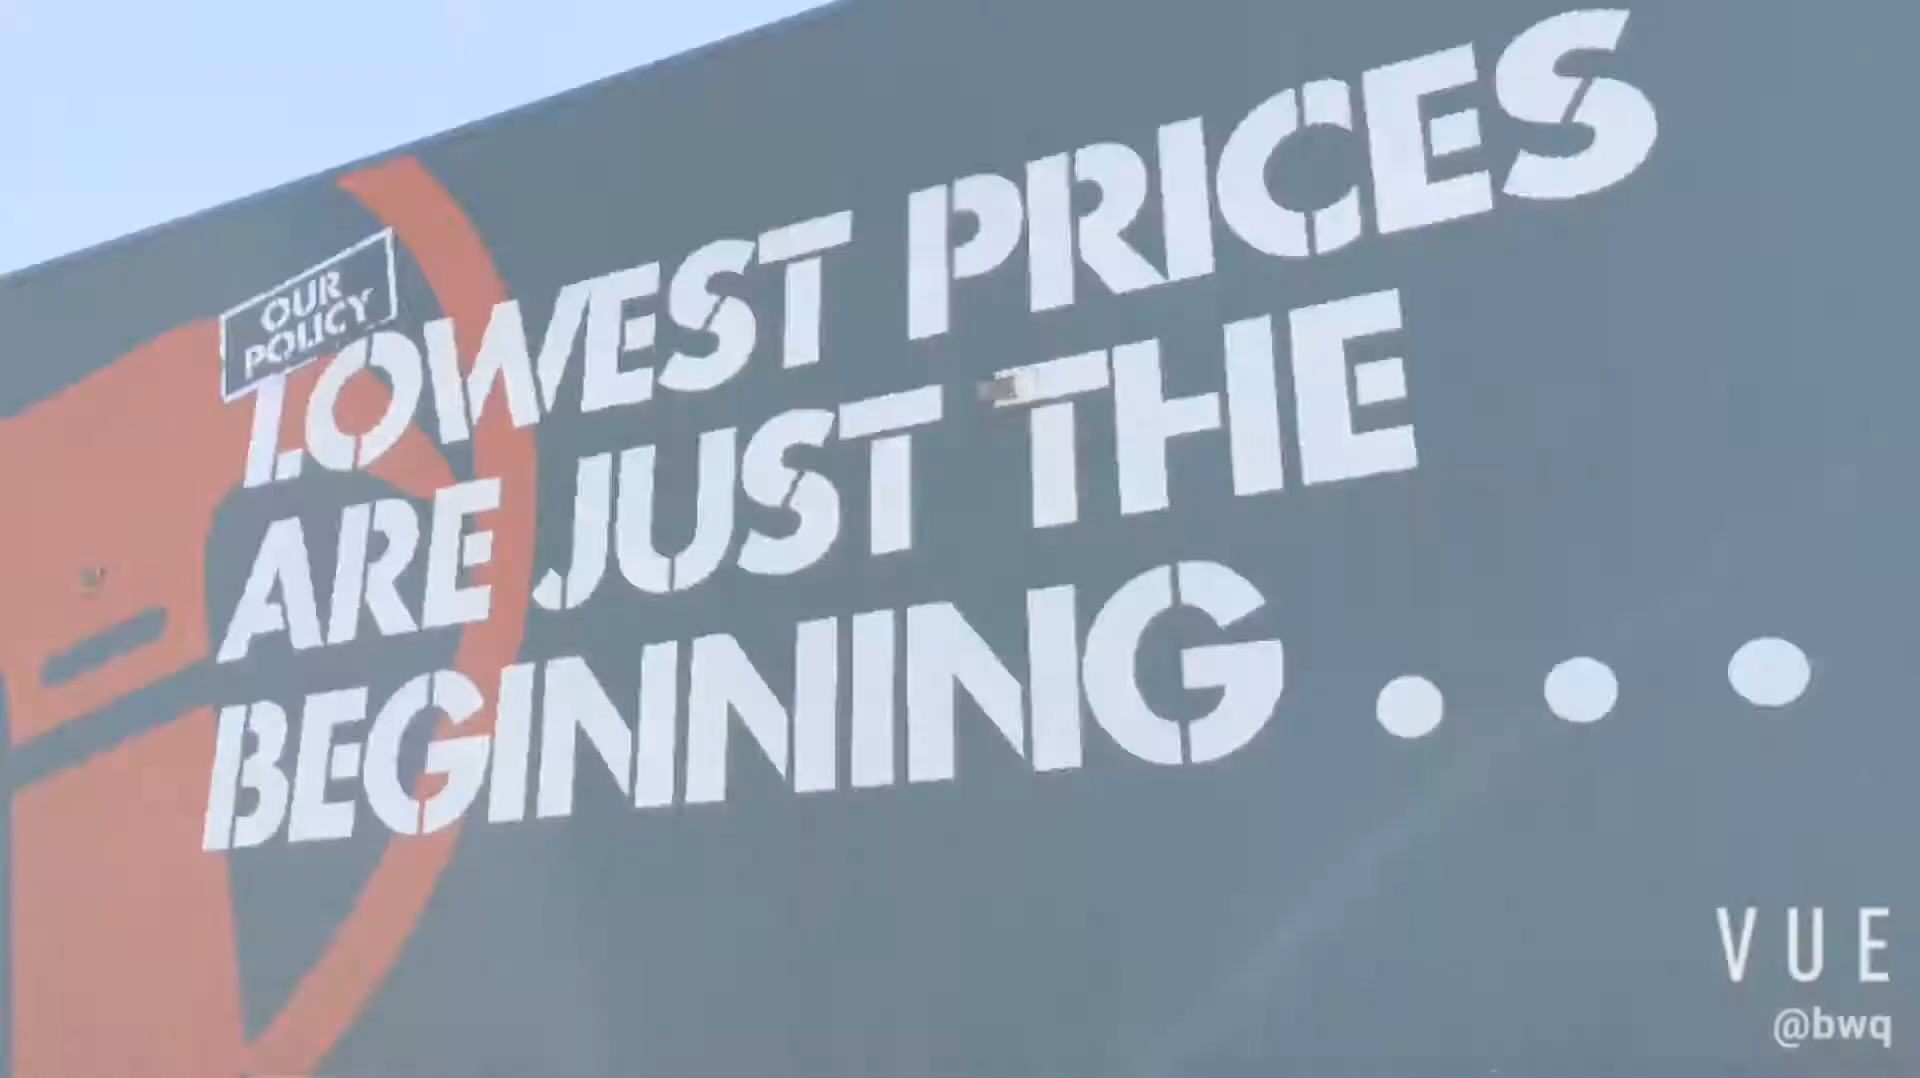 OUR
POLICY
LOWEST PRICES
ARE JUST THE
BEGINNING...
VUE
@bwq